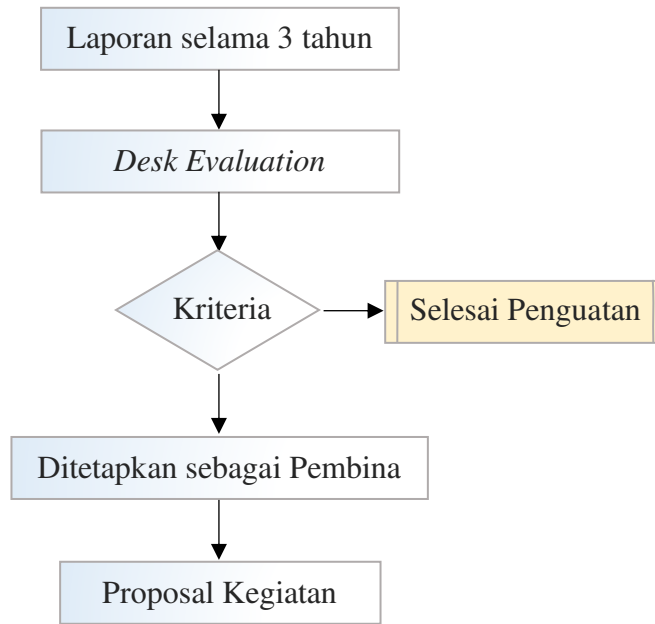 Laporan selama 3 tahun
Desk Evaluation
Kriteria
Selesai Penguatan
Ditetapkan sebagai Pembina
Proposal Kegiatan